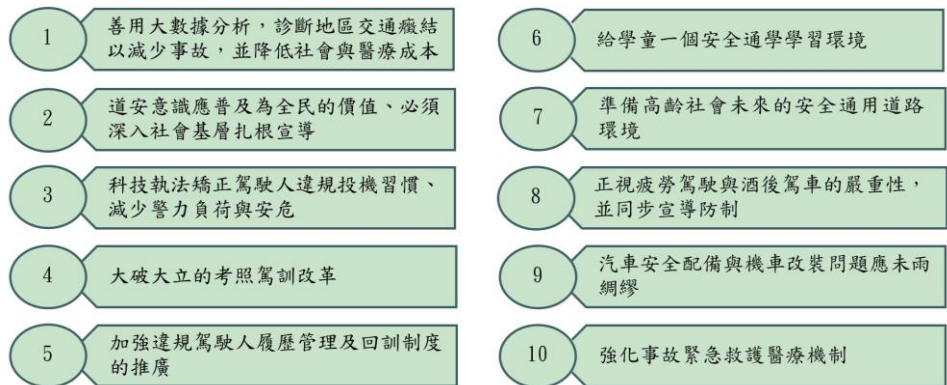 1
善用大數據分析，診斷地區交通癥結
以減少事故，並降低社會與醫療成本
2
道安意識應普及為全民的價值、必須
深入社會基層扎根宣導
3
科技執法矯正駕駛人違規投機習慣、
減少警力負荷與安危
4
大破大立的考照駕訓改革
5
加強違規駕駛人履歷管理及回訓制度
的推廣
6
給學童一個安全通學學習環境
7
準備高齡社會未來的安全通用道路
環境
8
正視疲勞駕駛與酒後駕車的嚴重性，
並同步宣導防制
9
汽車安全配備與機車改裝問題應未雨
綢繆
10
強化事故緊急救護醫療機制